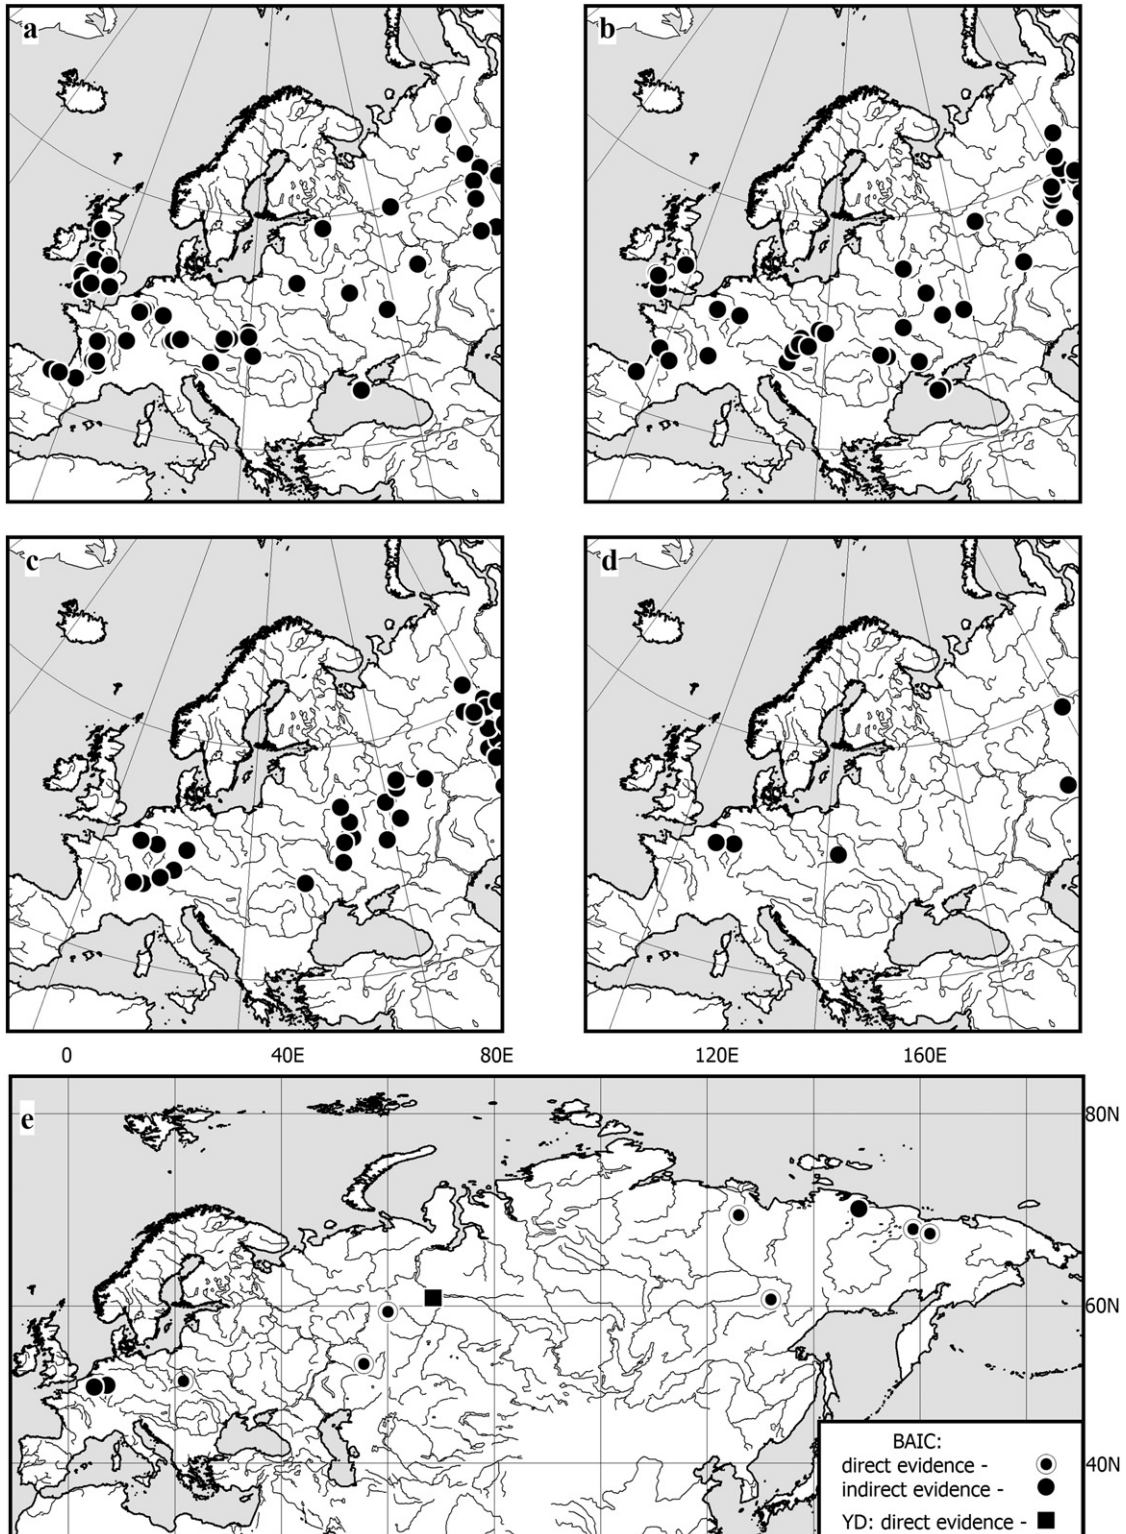 a
b
c
d
0 40E 80E 120E 160E
e
80N
60N
40N
BAIC:
direct evidence -
indirect evidence -
YD: direct evidence -